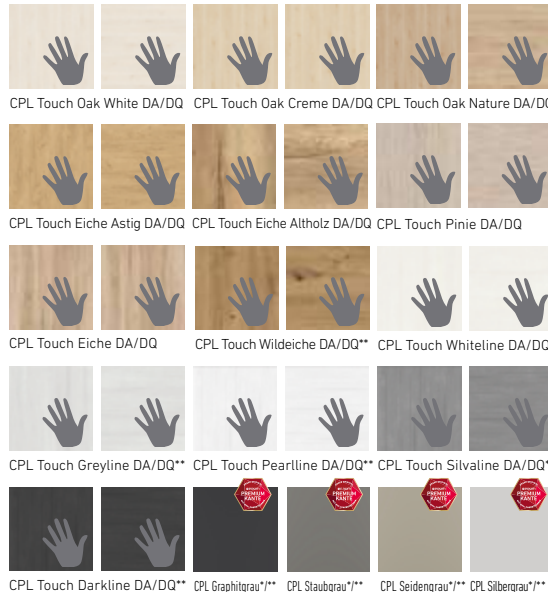 CPL Touch Oak White DA/DQ
CPL Touch Oak Creme DA/DQ
CPL Touch Oak Nature DA/DQ
CPL Touch Eiche Astig DA/DQ
CPL Touch Eiche Altholz DA/DQ
CPL Touch Pinie DA/DQ
CPL Touch Eiche DA/DQ
CPL Touch Wildeiche DA/DQ**
CPL Touch Whiteline DA/DQ
CPL Touch Greyline DA/DQ**
CPL Touch Pearlline DA/DQ**
CPL Touch Silvaline DA/DQ*
PREMIUM
KANTE
PREMIUM
KANTE
PREMIUM
KANTE
PREMIUM
KANTE
CPL Touch Darkline DA/DQ**
CPL Graphitgrau*/**
CPL Staubgrau*/**
CPL Seidengrau*/**
CPL Silbergrau*/**